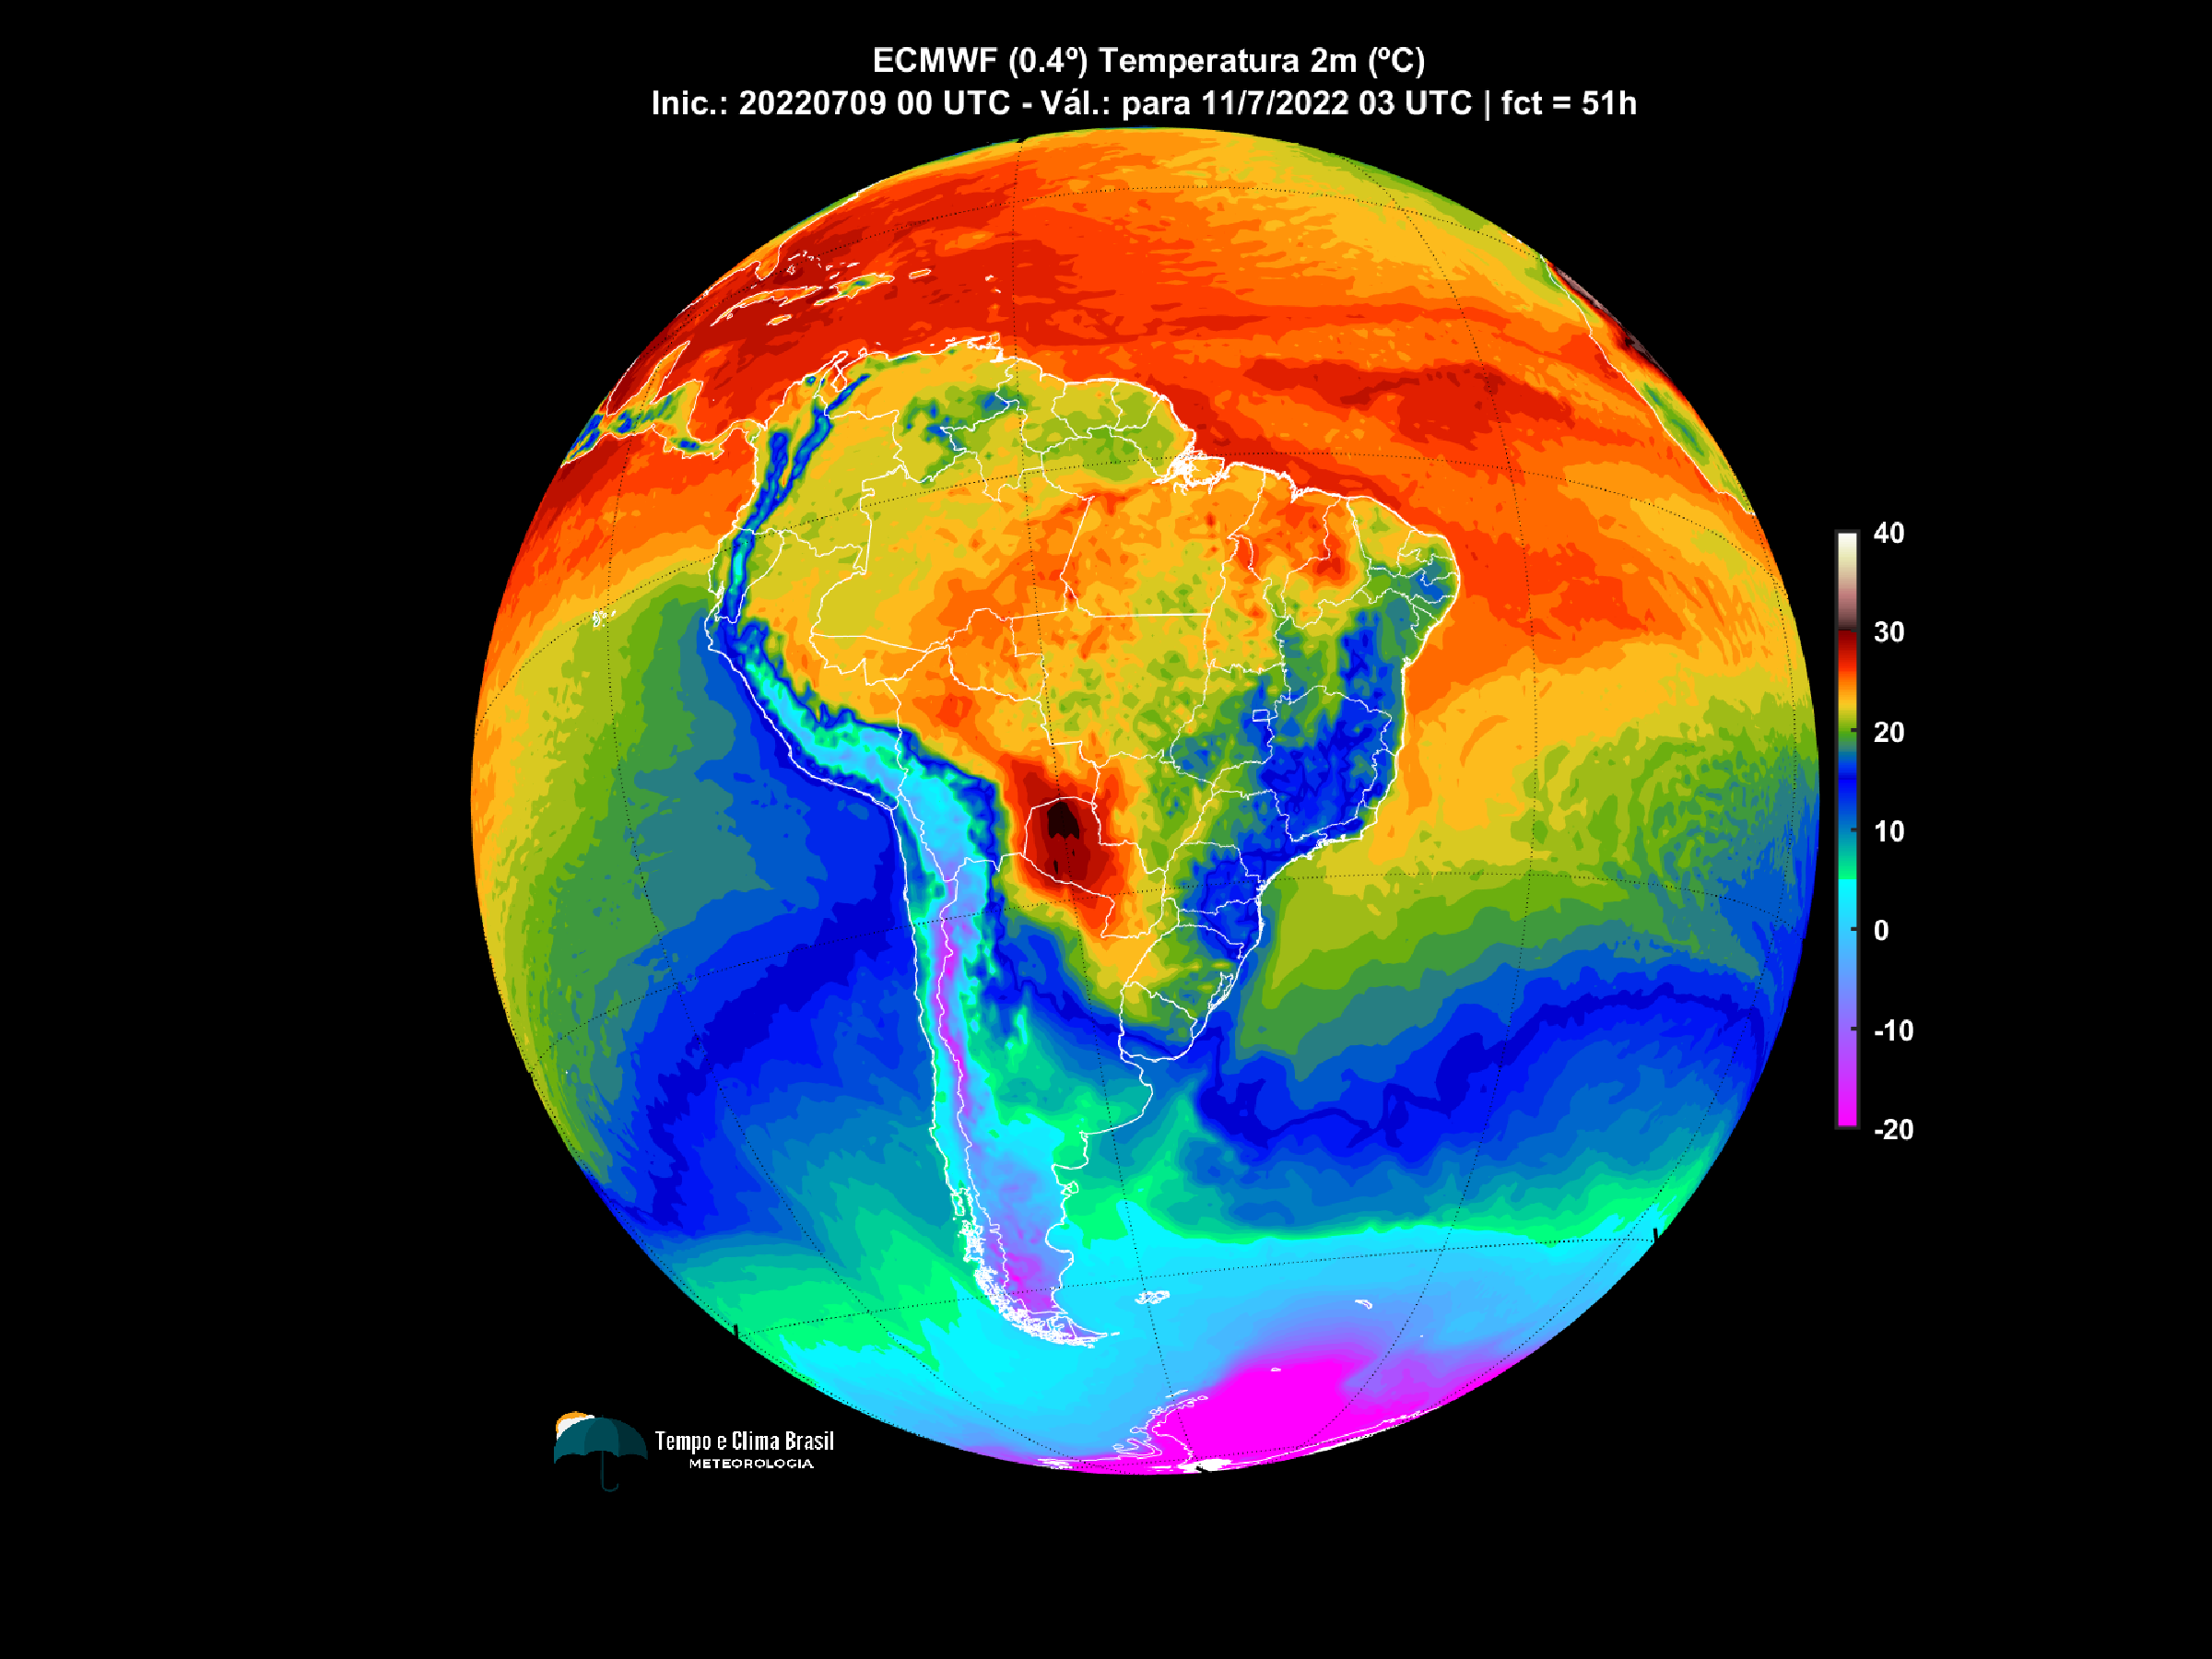 ECMWF (0.4º) Temperatura 2m (ºC)
Inic.: 20220709 00 UTC - Vál.: para 11/7/2022 03 UTC | fct = 51h
40
30
20
10
0
-10
-20
Tempo e Clima Brasil
METEOROLOGIA